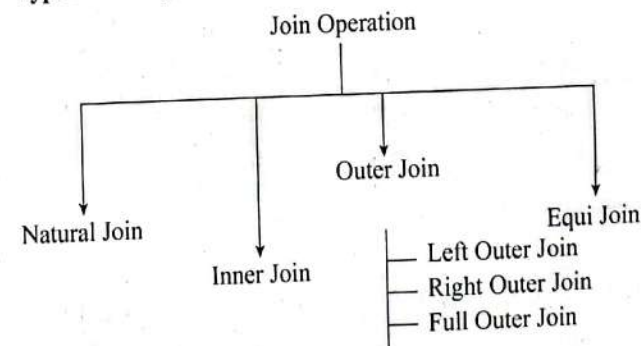 Join Operation
Outer Join
Natural Join
Equi Join
Inner Join
Left Outer Join
Right Outer Join
Full Outer Join